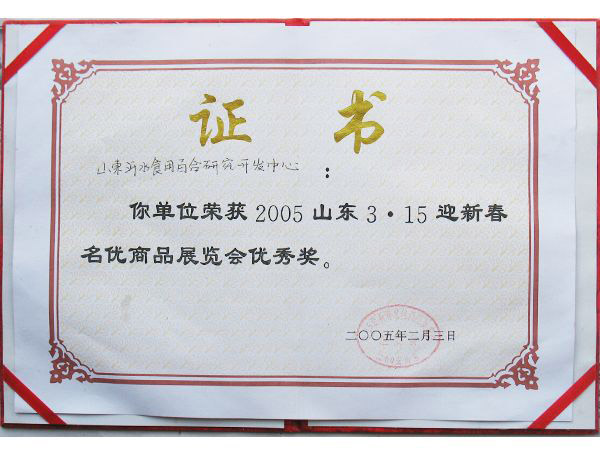 证书
山東沂水食用百合研究开发中心：
你单位荣获2005山东3·15迎新春
名优商品展览会优秀奖。
二〇〇五年二月三日